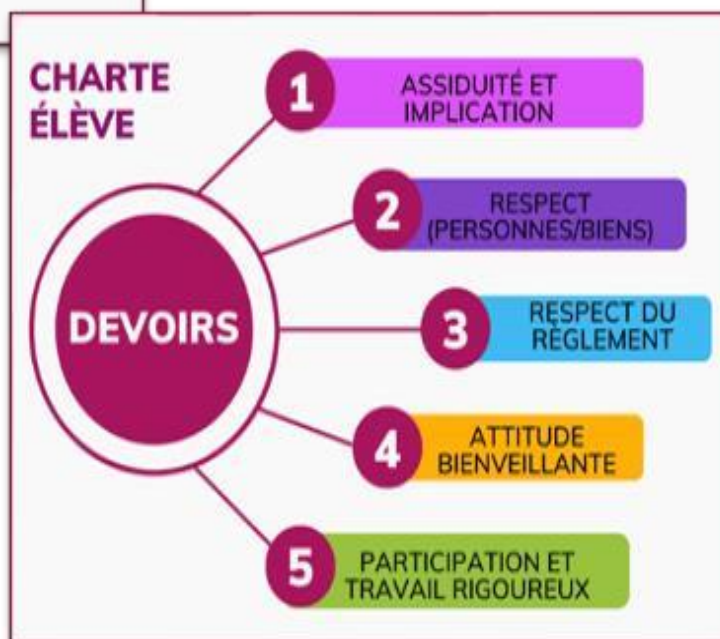 CHARTE
ÉLÈVE
1
ASSIDUITÉ ET
IMPLICATION
2
RESPECT
(PERSONNES/BIENS)
DEVOIRS
3
RESPECT DU
RÈGLEMENT
4
ATTITUDE
BIENVEILLANTE
5
PARTICIPATION ET
TRAVAIL RIGOUREUX